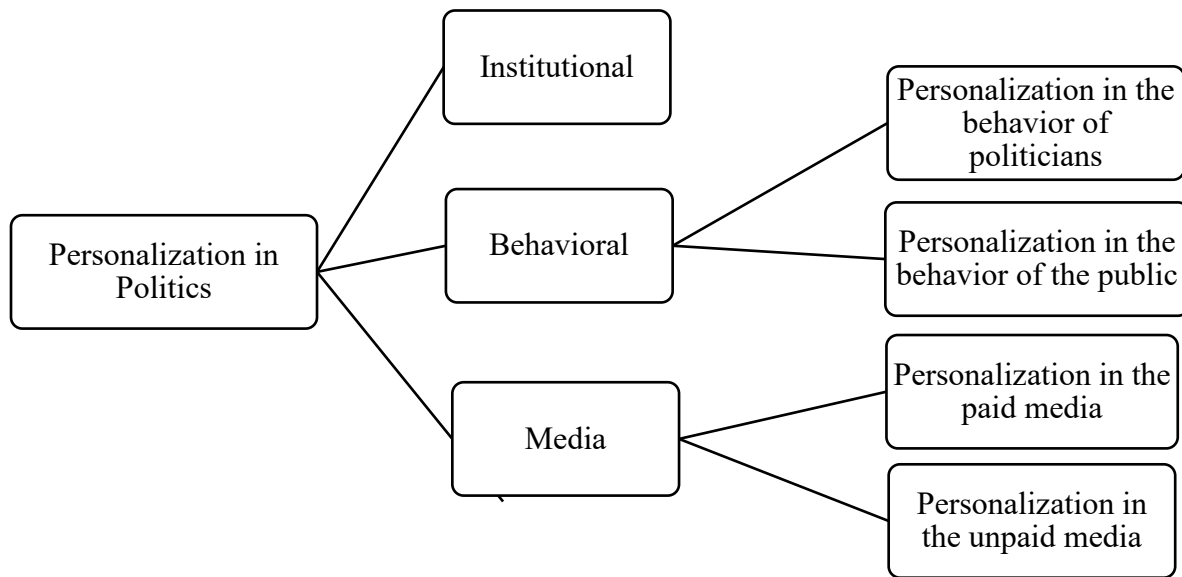 Personalization in
Politics
Institutional
Behavioral
Media
Personalization in the
behavior of
politicians
Personalization in the
behavior of the public
Personalization in the
paid media
Personalization in
the unpaid media